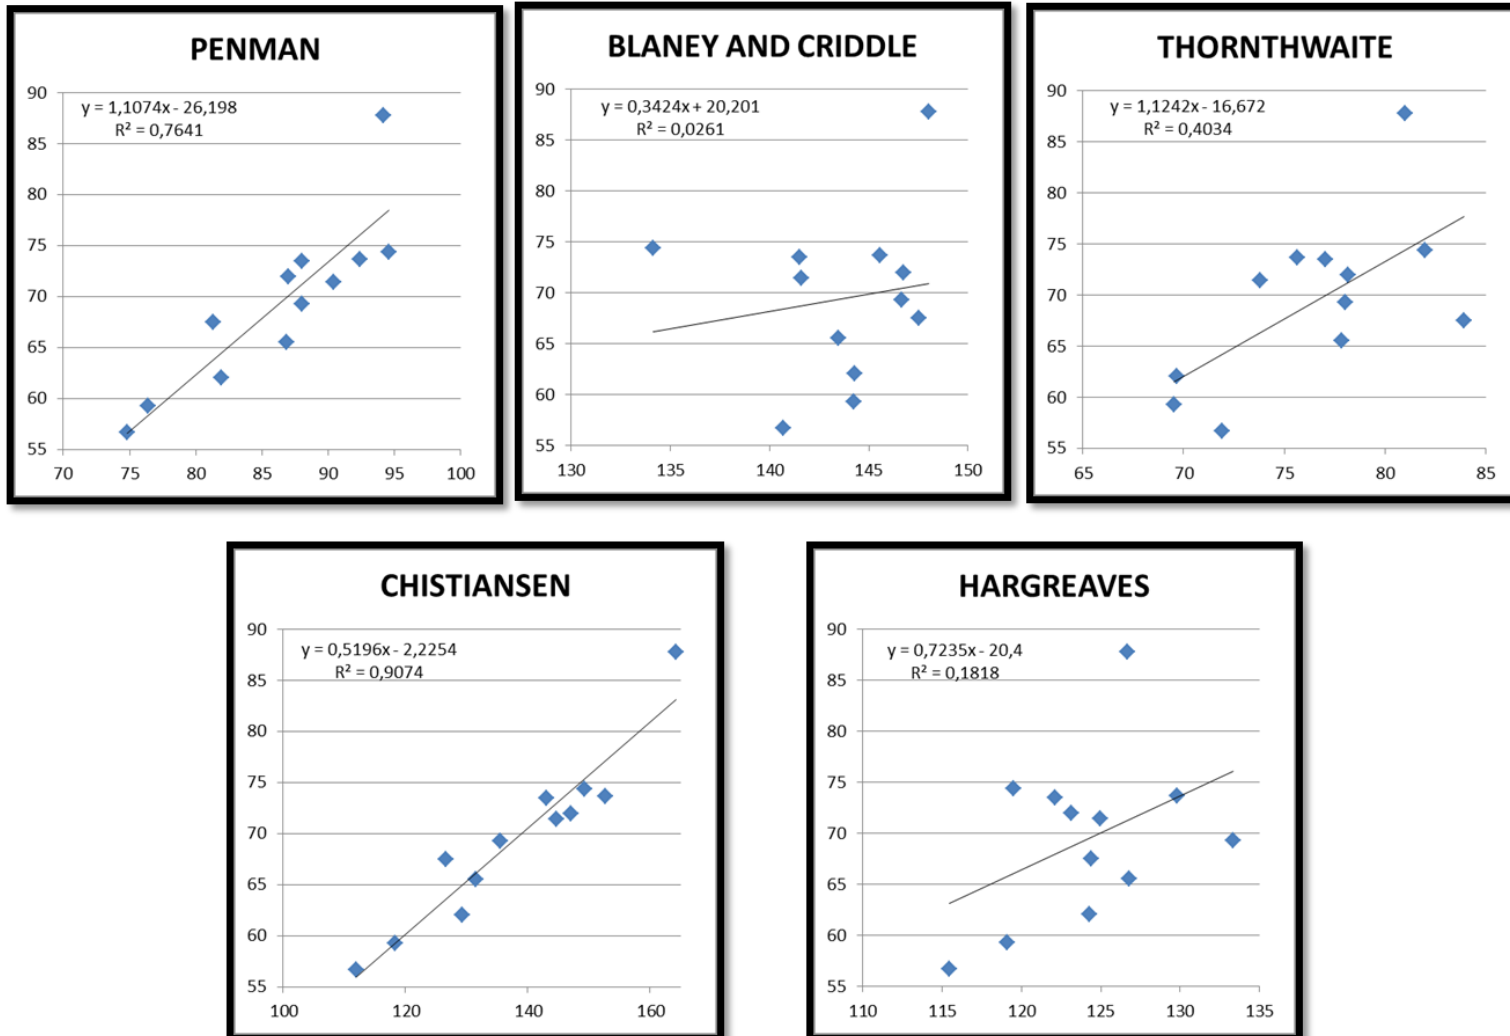 PENMAN
y = 1,1074x - 26,198
R² = 0,7641
90
85
80
75
70
65
60
55
70 75 80 85 90 95 100
BLANEY AND CRIDDLE
y = 0,3424x + 20,201
R² = 0,0261
90
85
80
75
70
65
60
55
130 135 140 145 150
THORNTHWAITE
y = 1,1242x - 16,672
R² = 0,4034
90
85
80
75
70
65
60
55
65 70 75 80 85
CHISTIANSEN
y = 0,5196x - 2,2254
R² = 0,9074
90
85
80
75
70
65
60
55
100 120 140 160
HARGREAVES
y = 0,7235x - 20,4
R² = 0,1818
90
85
80
75
70
65
60
55
110 115 120 125 130 135